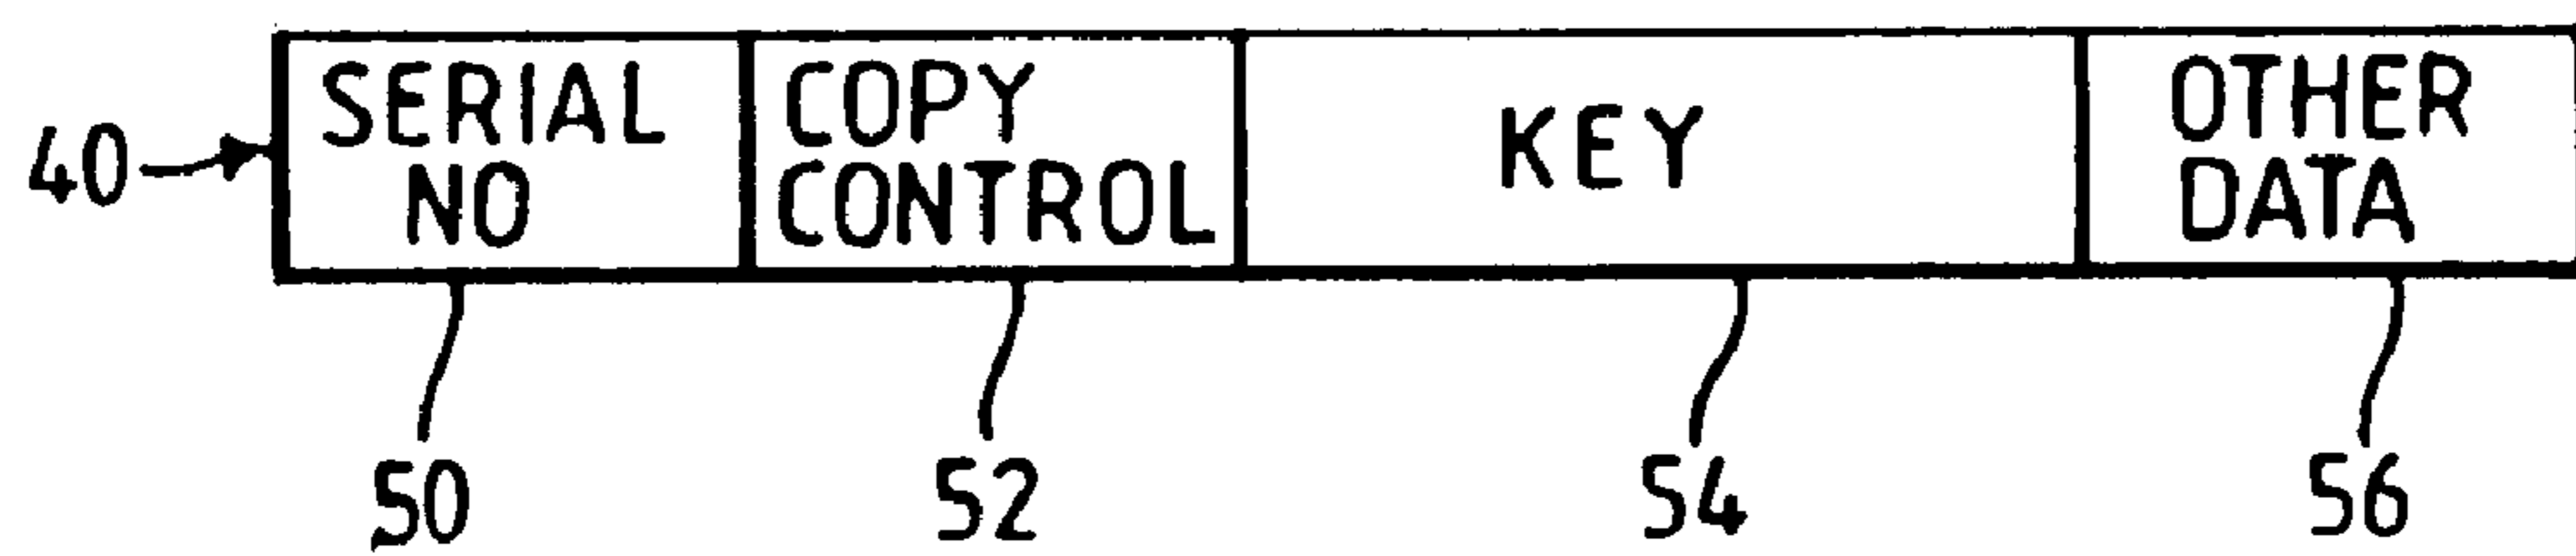 40
SERIAL
NO
COPY
CONTROL
KEY
OTHER
DATA
50
52
54
56